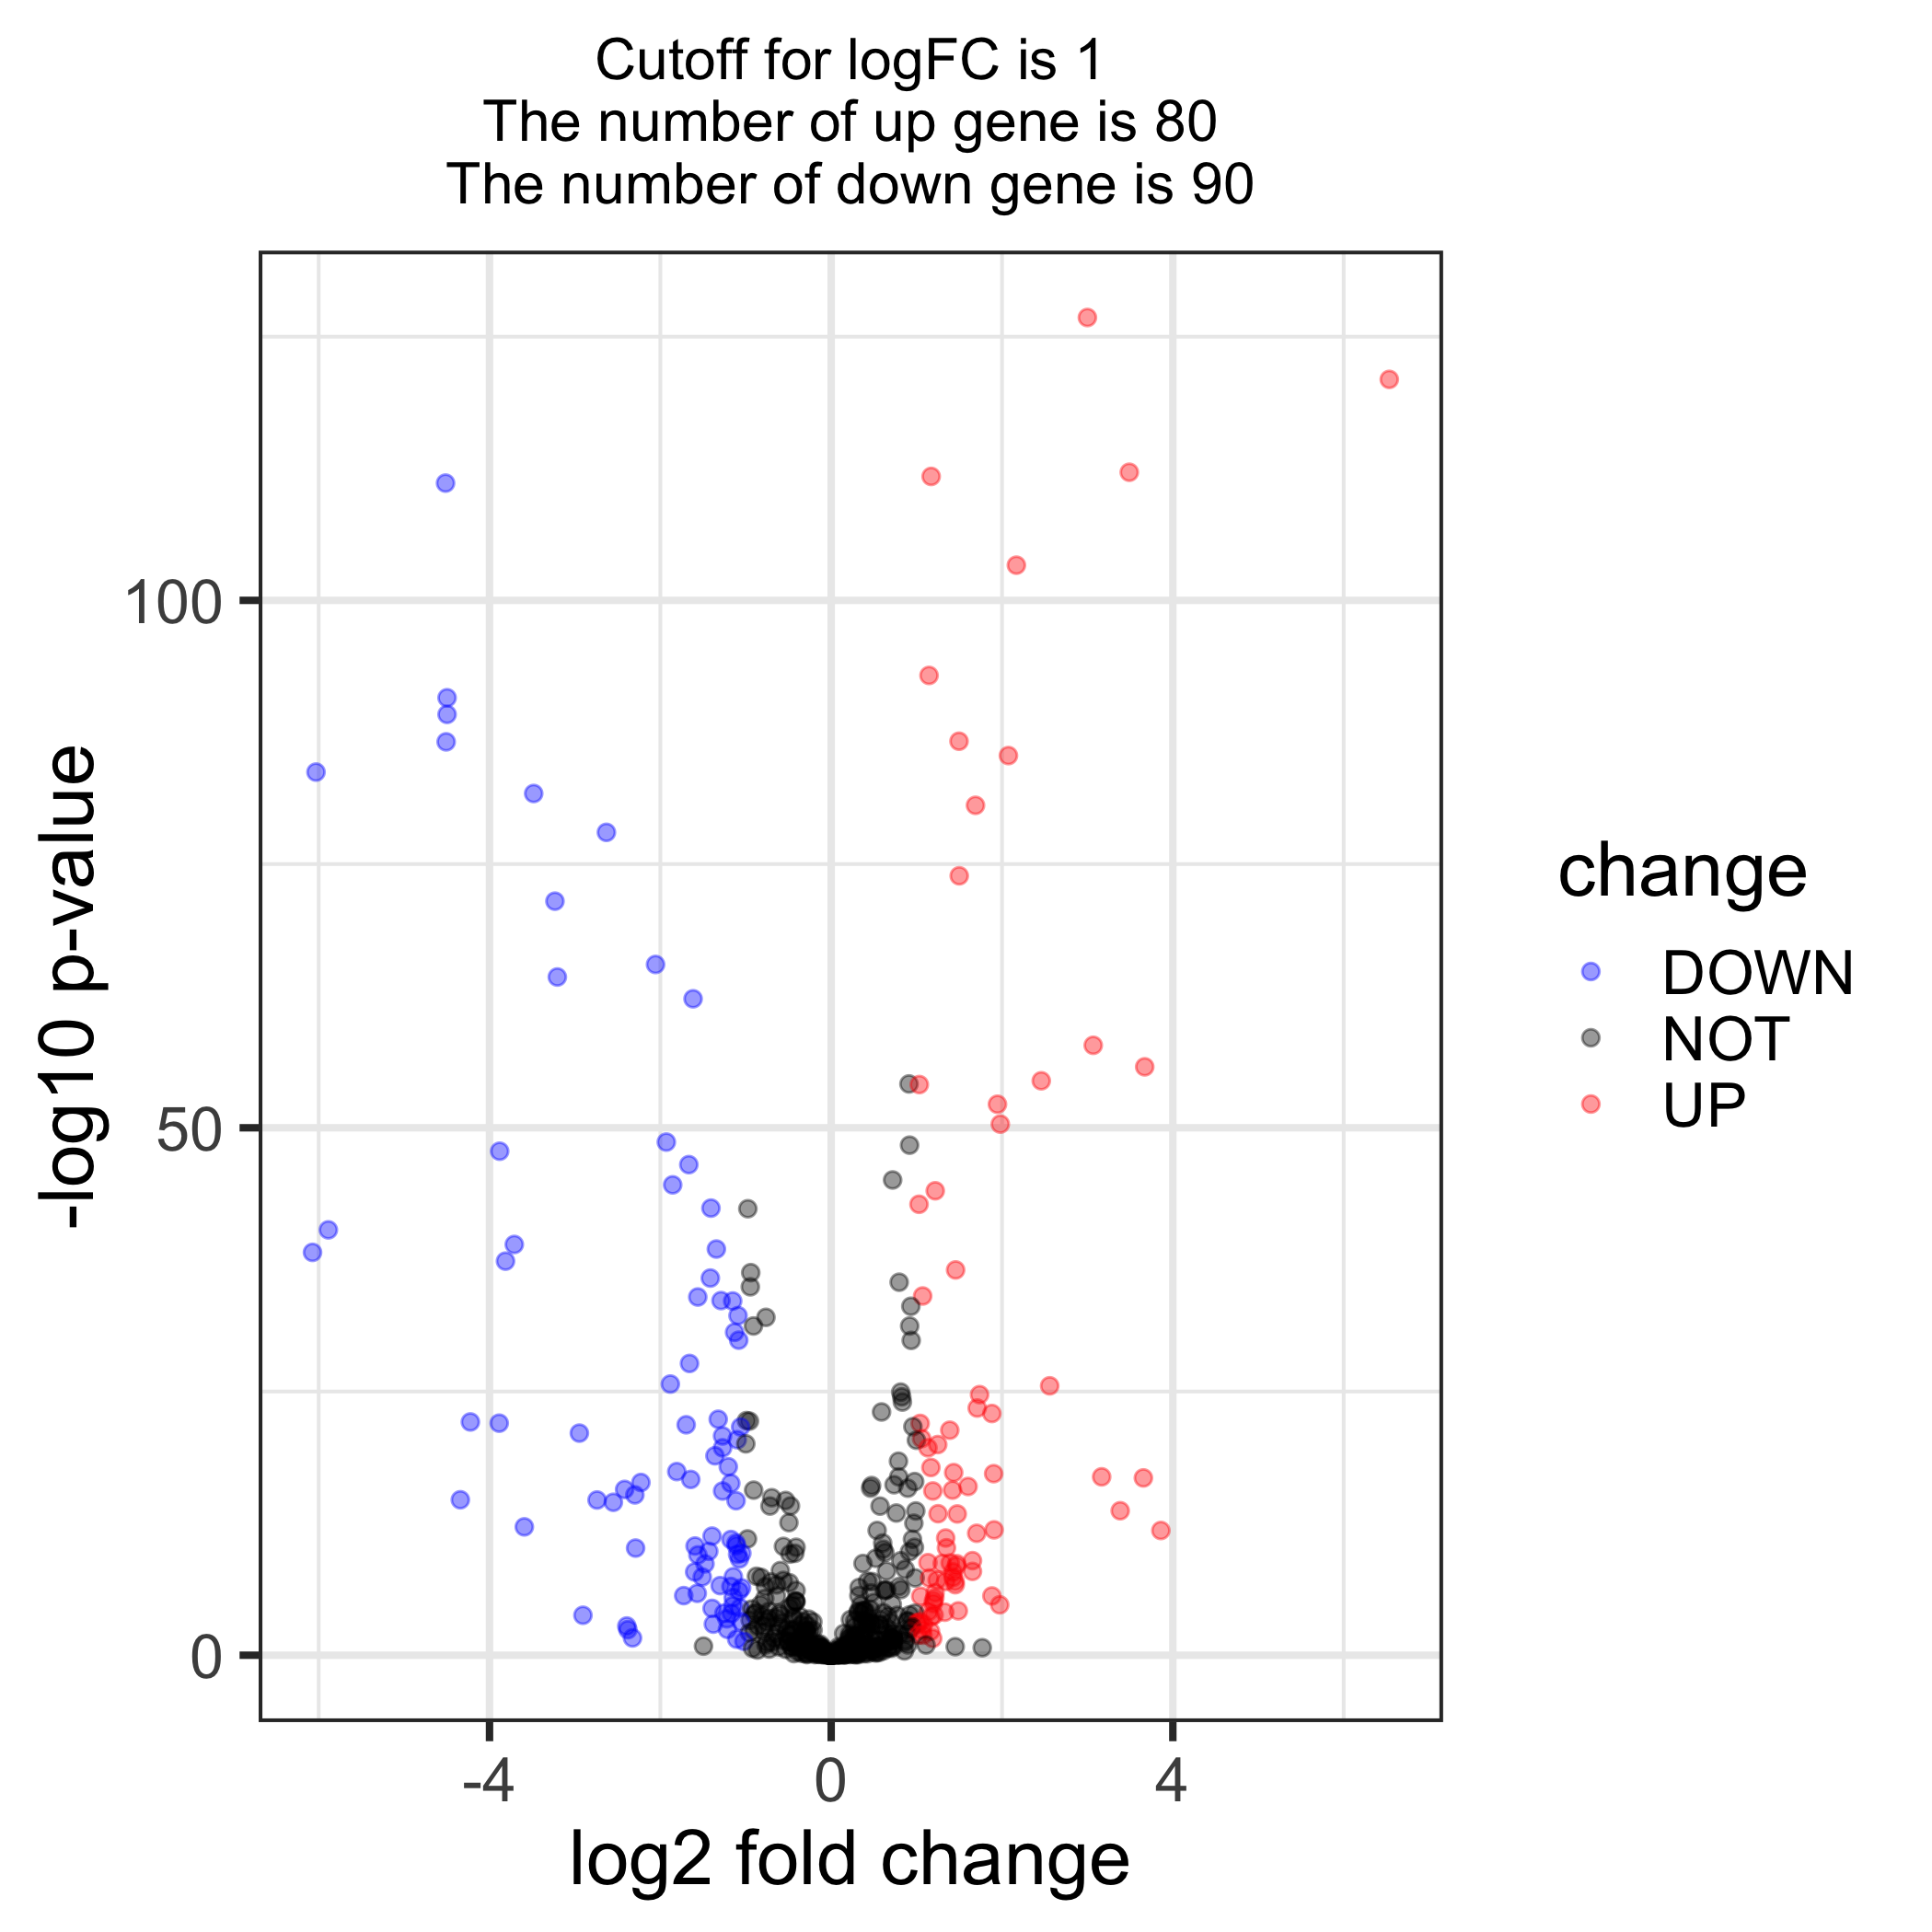 Cutoff for logFC is 1
The number of up gene is 80
The number of down gene is 90
-log10 p-value
100
50
0
-4
0
4
log2 fold change
change
DOWN
NOT
UP